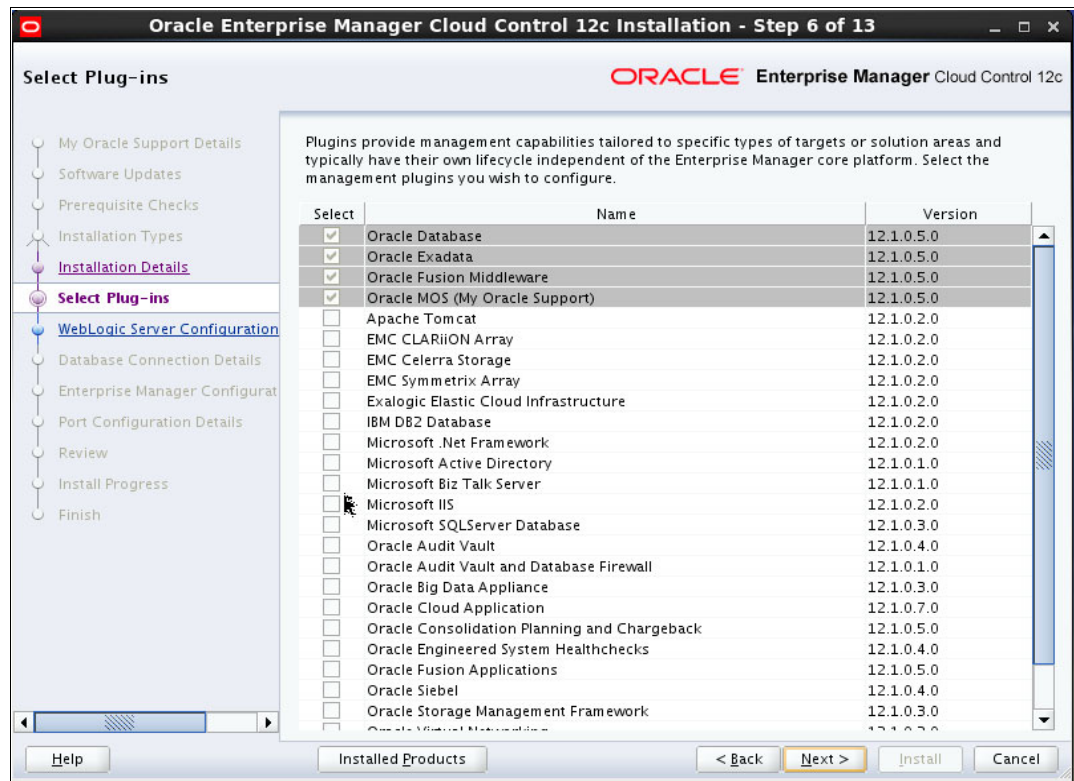 Oracle Enterprise Manager Cloud Control 12c Installation - Step 6 of 13
Select Plug-ins
ORACLE Enterprise Manager Cloud Control 12c
My Oracle Support Details
Software Updates
Prerequisite Checks
Installation Types
Installation Details
Select Plug-ins
WebLogic Server Configuration
Database Connection Details
Enterprise Manager Configurat
Port Configuration Details
Review
Install Progress
Finish
Plugins provide management capabilities tailored to specific types of targets or solution areas and
typically have their own lifecycle independent of the Enterprise Manager core platform. Select the
management plugins you wish to configure.
Select Name Version
Oracle Database 12.1.0.5.0
Oracle Exadata 12.1.0.5.0
Oracle Fusion Middleware 12.1.0.5.0
Oracle MOS (My Oracle Support) 12.1.0.5.0
Apache Tomcat 12.1.0.2.0
EMC CLARiiON Array 12.1.0.2.0
EMC Celerra Storage 12.1.0.2.0
EMC Symmetrix Array 12.1.0.2.0
Exalogic Elastic Cloud Infrastructure 12.1.0.2.0
IBM DB2 Database 12.1.0.2.0
Microsoft .Net Framework 12.1.0.2.0
Microsoft Active Directory 12.1.0.1.0
Microsoft Biz Talk Server 12.1.0.1.0
Microsoft IIS 12.1.0.2.0
Microsoft SQLServer Database 12.1.0.3.0
Oracle Audit Vault 12.1.0.4.0
Oracle Audit Vault and Database Firewall 12.1.0.1.0
Oracle Big Data Appliance 12.1.0.3.0
Oracle Cloud Application 12.1.0.7.0
Oracle Consolidation Planning and Chargeback 12.1.0.5.0
Oracle Engineered System Healthchecks 12.1.0.4.0
Oracle Fusion Applications 12.1.0.5.0
Oracle Siebel 12.1.0.4.0
Oracle Storage Management Framework 12.1.0.3.0
Oracle Virtual Networking
Help Installed Products < Back Next > Install Cancel